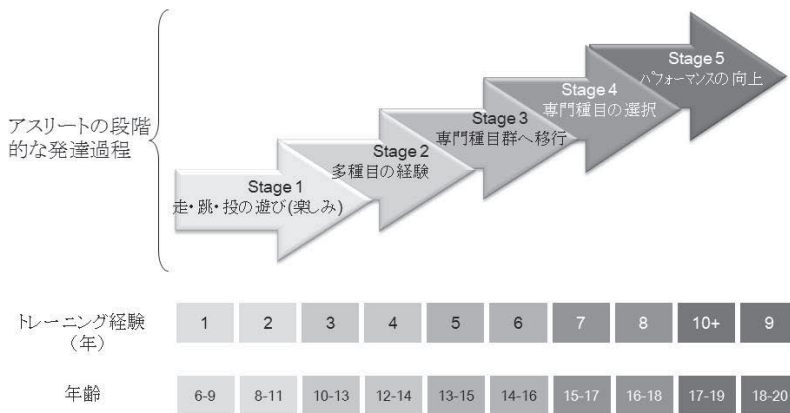 Stage 5
パフォーマンスの向上
Stage 4
専門種目の選択
Stage 3
専門種目群へ移行
Stage 2
多種目の経験
Stage 1
走・跳・投の遊び(楽しみ)
アスリートの段階
的な発達過程
トレーニング経験
(年)
1 2 3 4 5 6 7 8 10+ 9
年齢
6-9 8-11 10-13 12-14 13-15 14-16 15-17 16-18 17-19 18-20